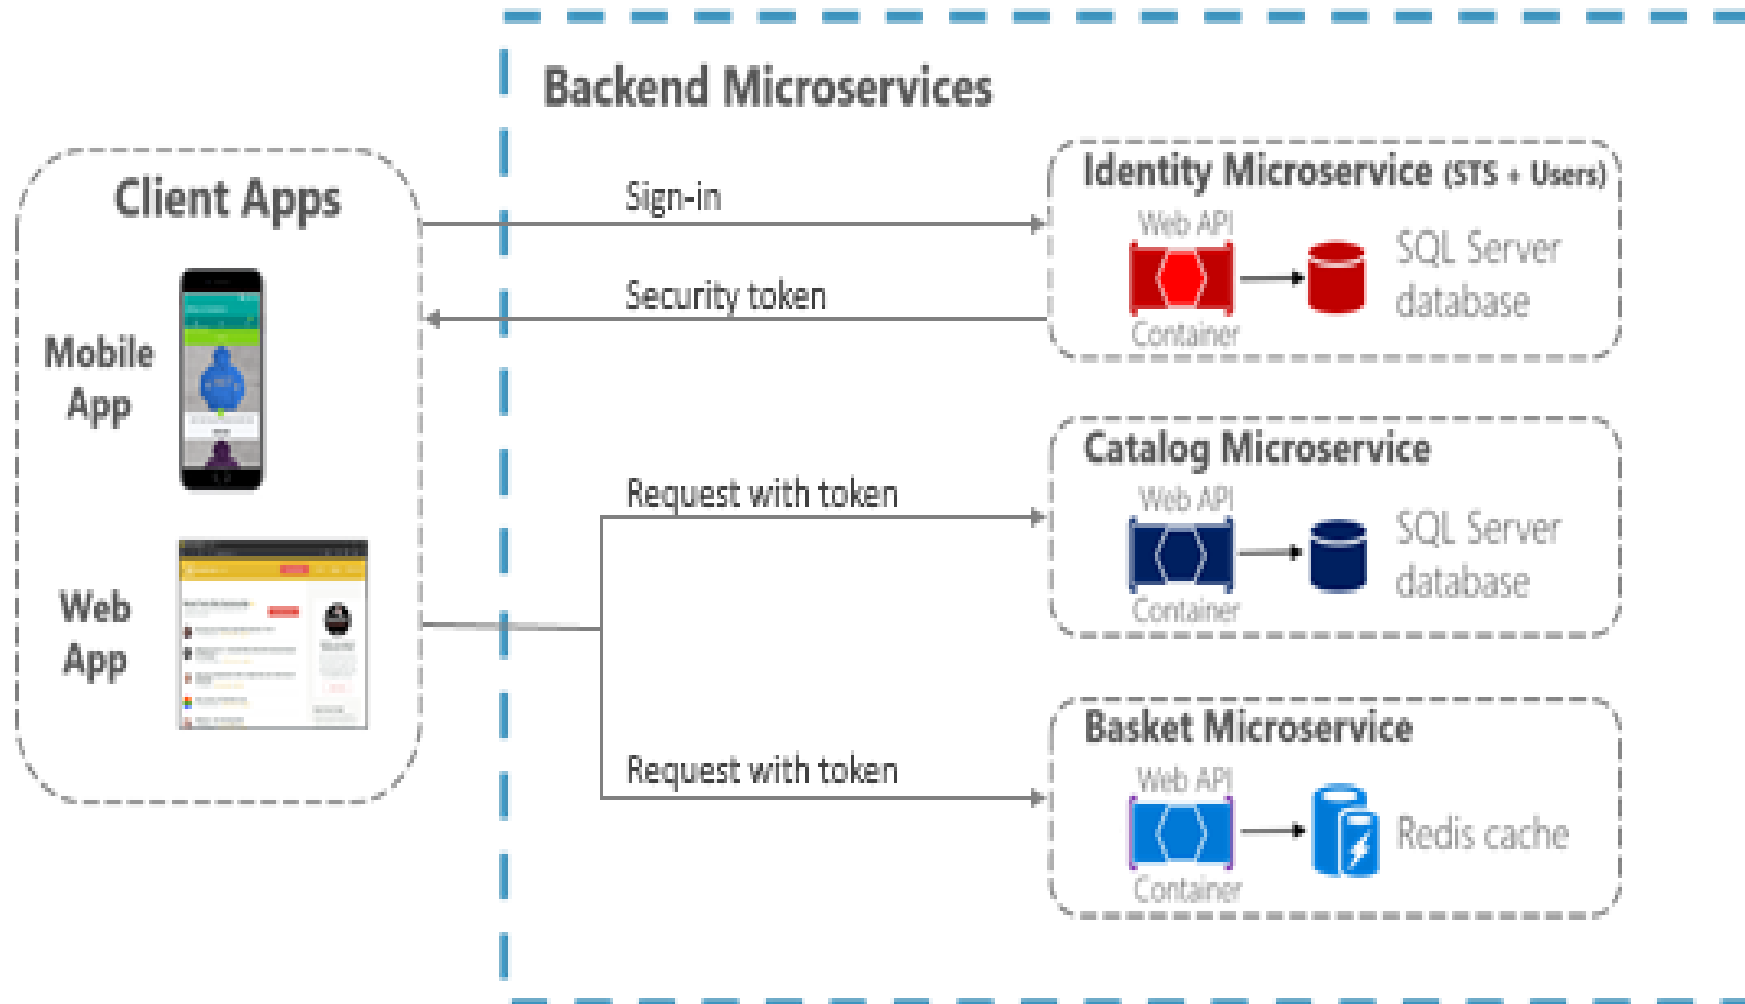 Backend Microservices
Client Apps
Mobile
App
Web
App
Sign-in
Security token
Request with token
Request with token
Identity Microservice (STS + Users)
Web API
Container
SQL Server
database
Catalog Microservice
Web API
Container
SQL Server
database
Basket Microservice
Web API
Container
Redis cache